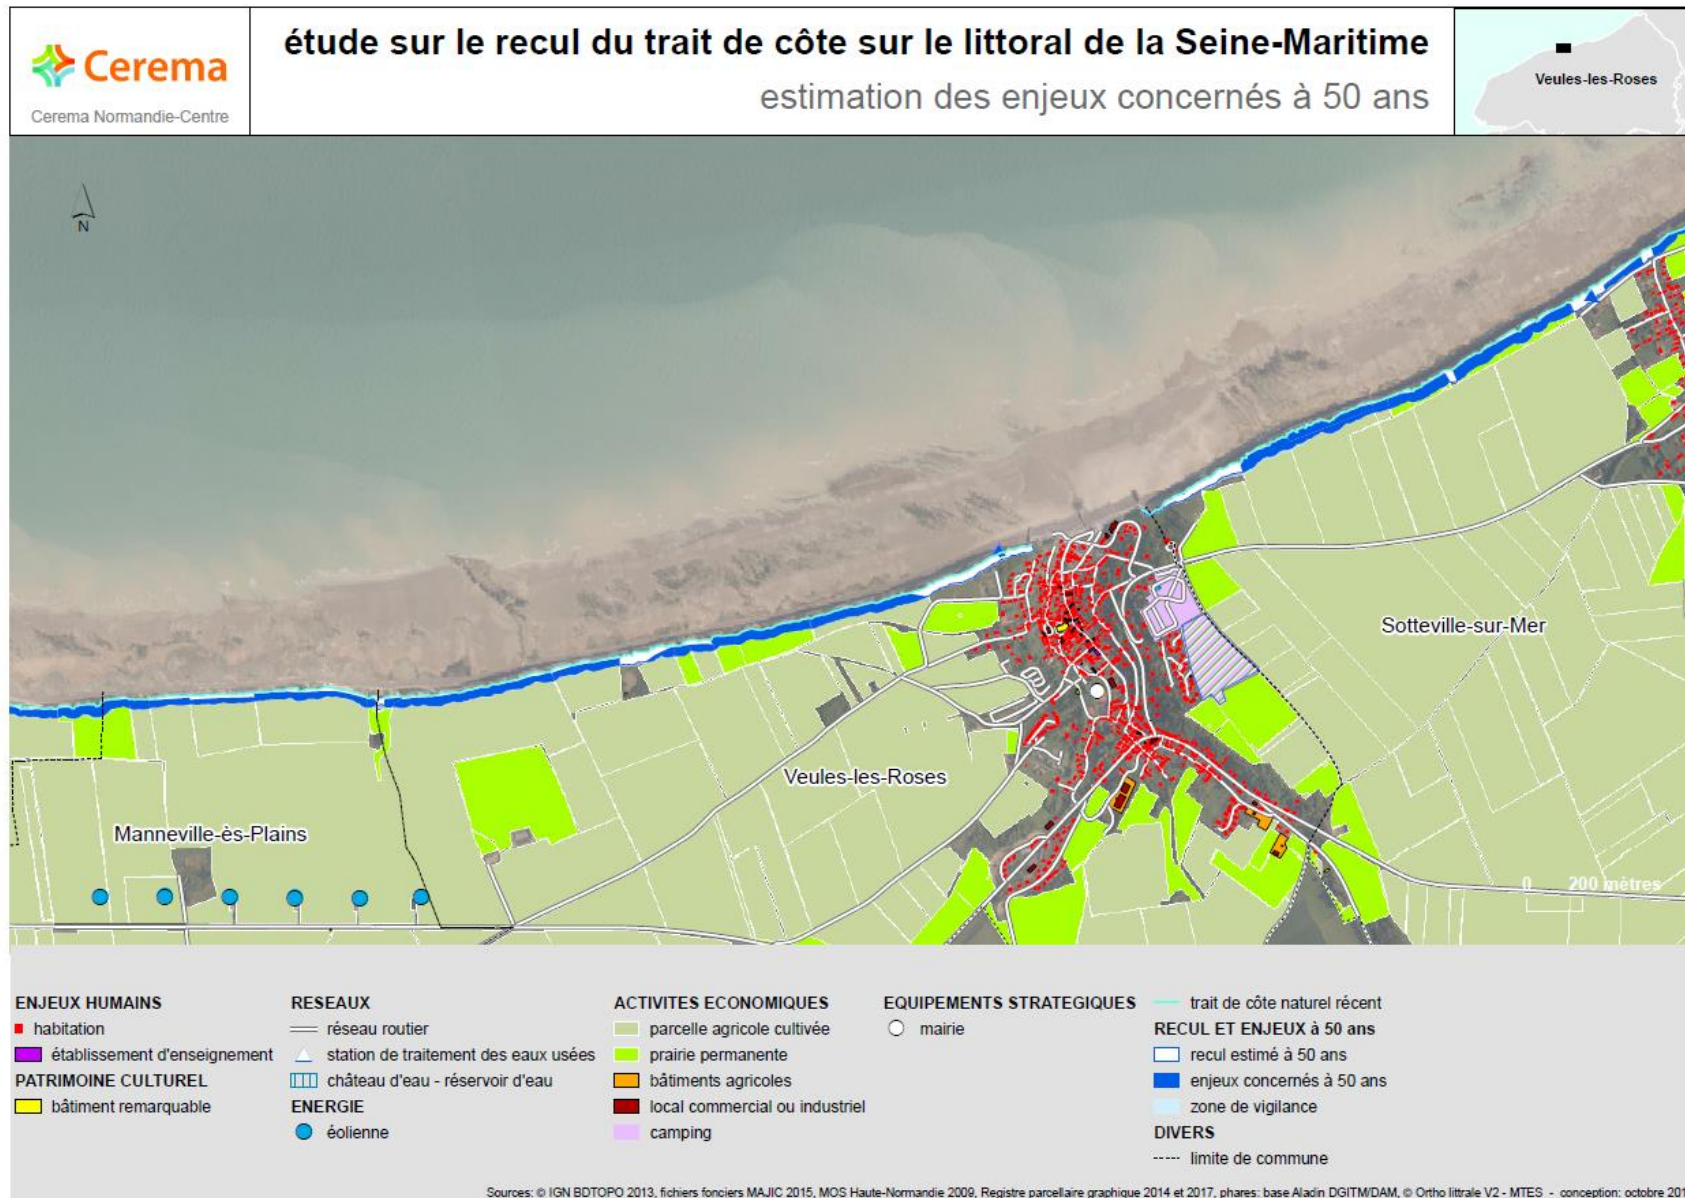 Cerema
Cerema Normandie-Centre
étude sur le recul du trait de côte sur le littoral de la Seine-Maritime
estimation des enjeux concernés à 50 ans
Veules-les-Roses
N
Sotteville-sur-Mer
Veules-les-Roses
Manneville-ès-Plains
0 200 mètres
ENJEUX HUMAINS
habitation
établissement d'enseignement
PATRIMOINE CULTUREL
bâtiment remarquable
RESEAUX
réseau routier
station de traitement des eaux usées
château d'eau - réservoir d'eau
ENERGIE
éolienne
ACTIVITES ECONOMIQUES
parcelle agricole cultivée
prairie permanente
bâtiments agricoles
local commercial ou industriel
camping
EQUIPEMENTS STRATEGIQUES
mairie
trait de côte naturel récent
RECUL ET ENJEUX à 50 ans
recul estimé à 50 ans
enjeux concernés à 50 ans
zone de vigilance
DIVERS
limite de commune
Sources: © IGN BDTOPO 2013, fichiers fonciers MAJIC 2015, MOS Haute-Normandie 2009, Registre parcellaire graphique 2014 et 2017, phares: base Aladin DGITM/DAM, © Ortho littrale V2 - MTES - conception: octobre